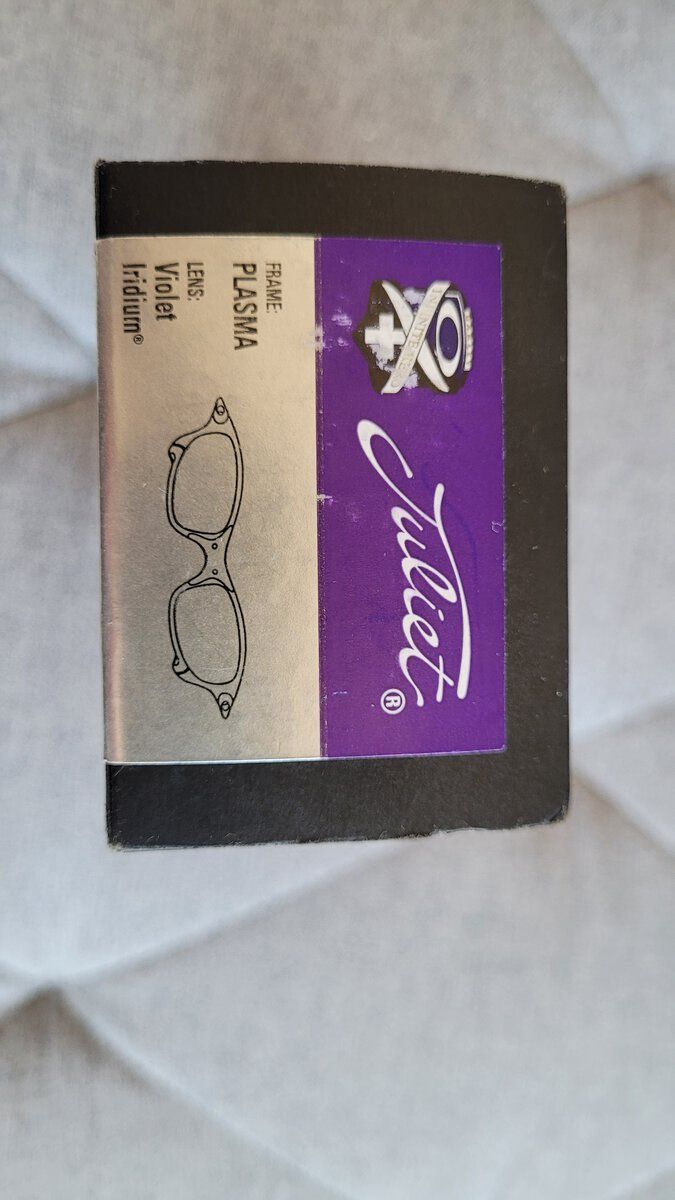 Juliet®
FRAME:
PLASMA
LENS:
Violet
Iridium®